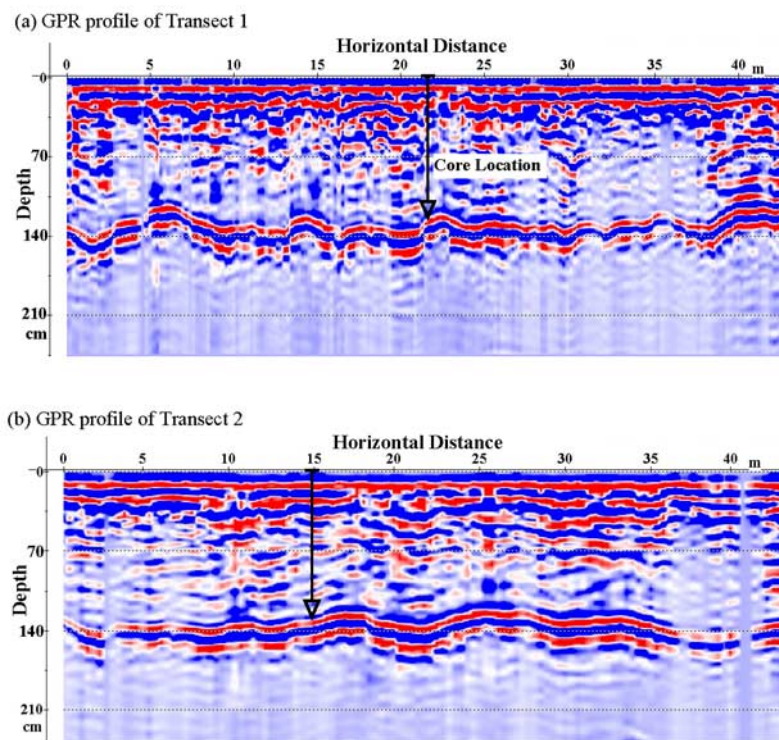 (a) GPR profile of Transect 1
Horizontal Distance
0 5 10 15 20 25 30 35 40 m
0
70
Core Location
140
210
cm
Depth
(b) GPR profile of Transect 2
Horizontal Distance
0 5 10 15 20 25 30 35 40 m
0
70
140
210
cm
Depth